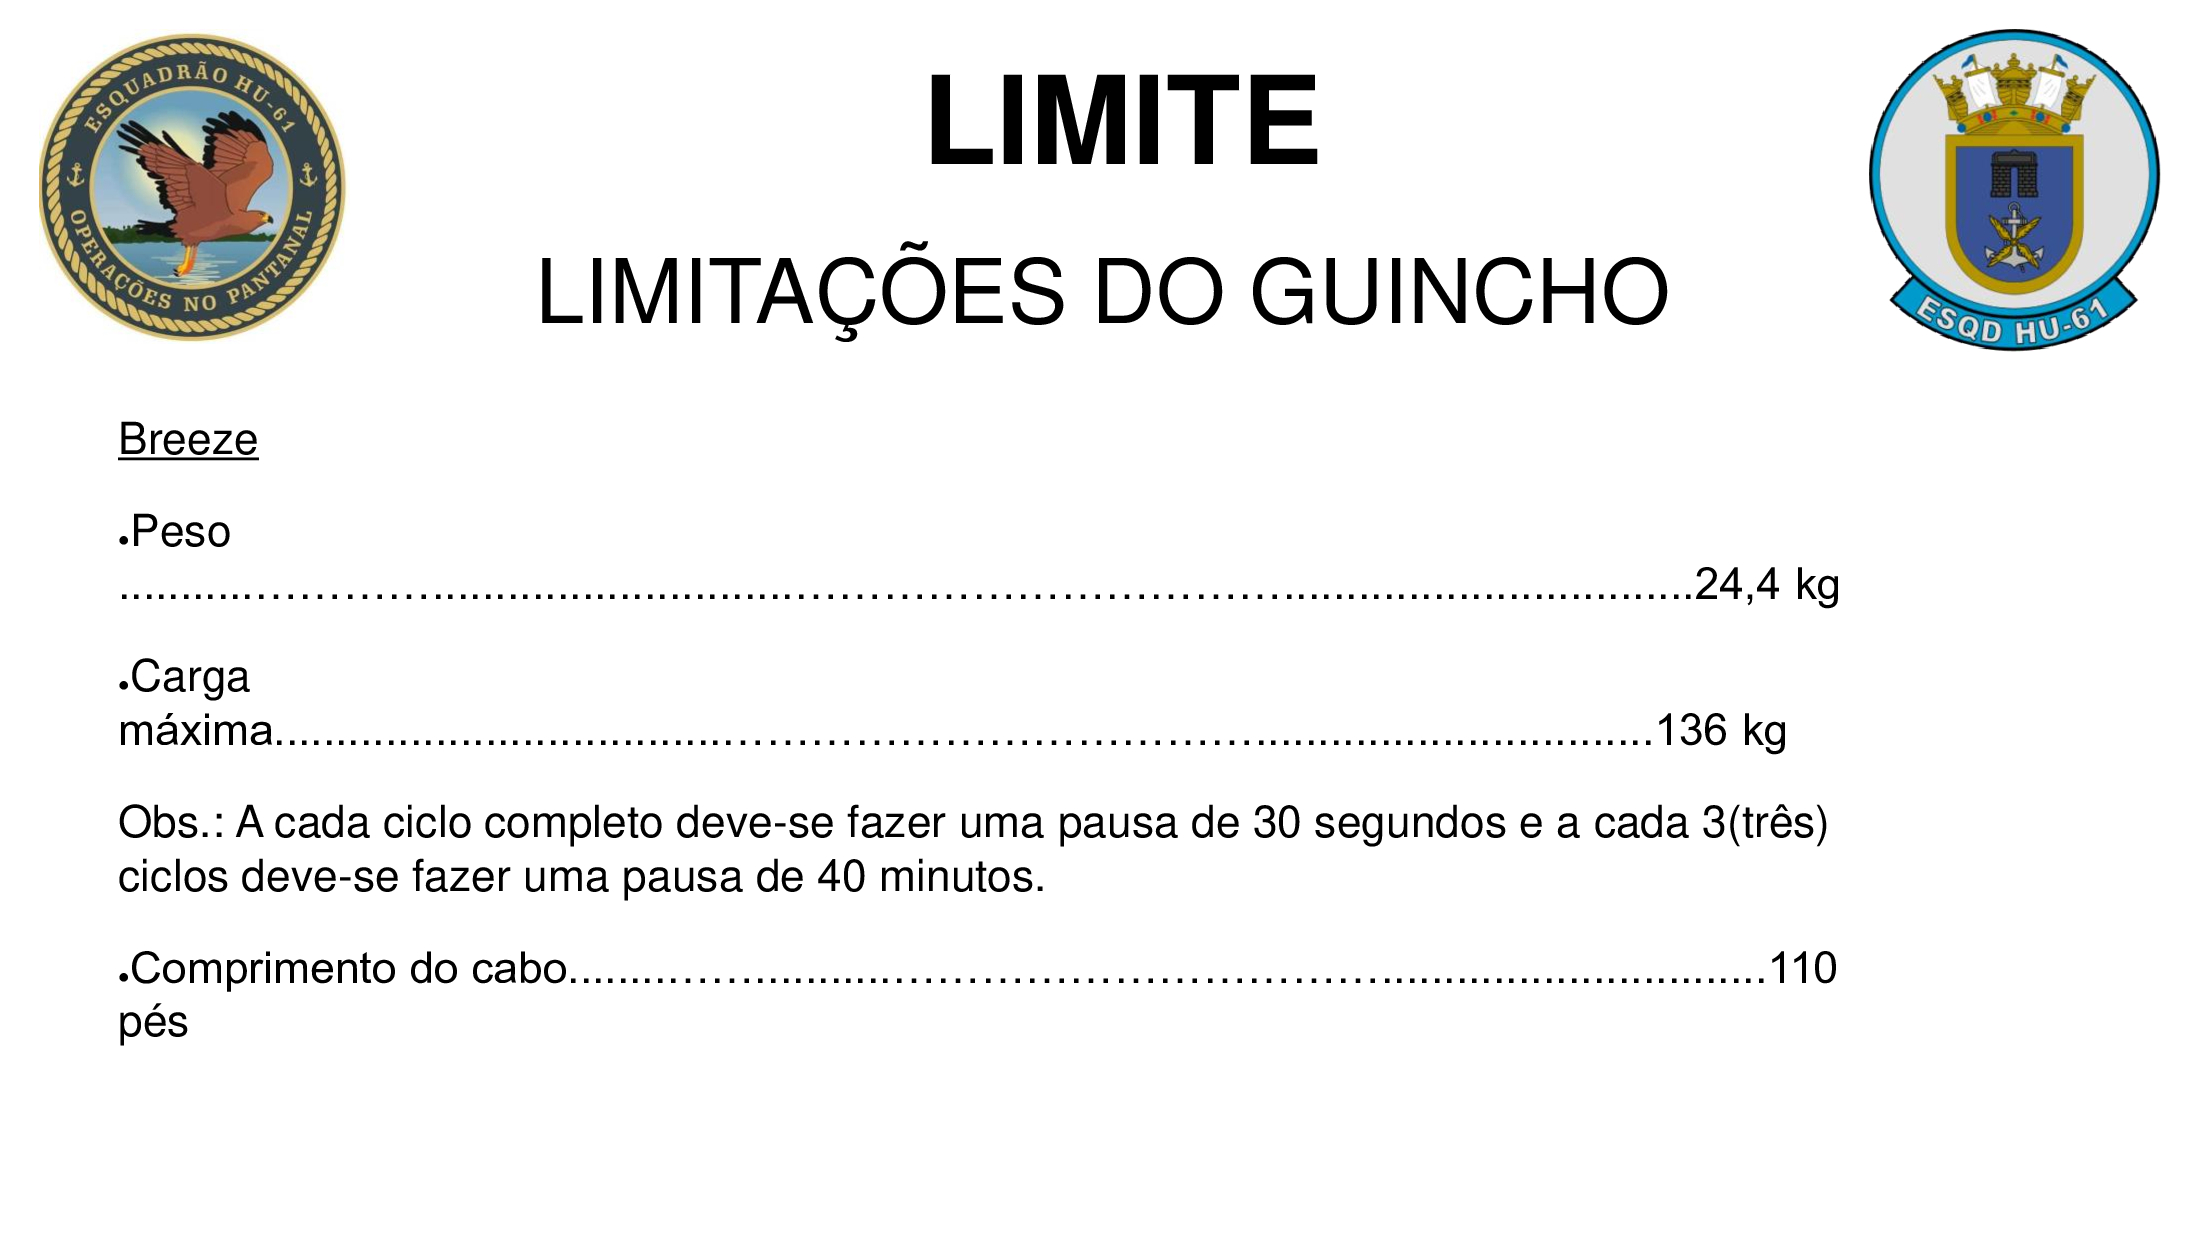 ESQUADRÃO HU-61
OPERAÇÕES NO PANTANAL
LIMITE
LIMITAÇÕES DO GUINCHO
ESQD HU-61
Breeze
●Peso
...........……………..............................………………………………………..................................24,4 kg
●Carga
máxima.....................................…………………………………………................................136 kg
Obs.: A cada ciclo completo deve-se fazer uma pausa de 30 segundos e a cada 3(três)
ciclos deve-se fazer uma pausa de 40 minutos.
●Comprimento do cabo........……............………………………………………................................110
pés